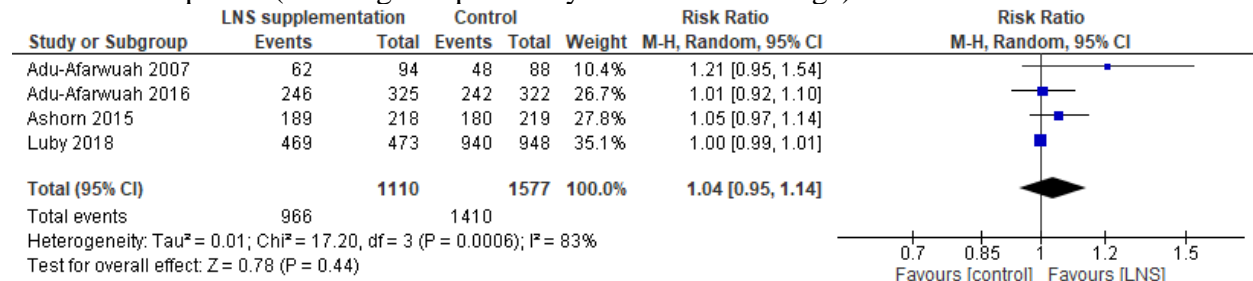 LNS supplementation Control Risk Ratio Risk Ratio
Study or Subgroup Events Total Events Total Weight M-H, Random, 95% CI M-H, Random, 95% CI
Adu-Afarwuah 2007 62 94 48 88 10.4% 1.21 [0.95, 1.54]
Adu-Afarwuah 2016 246 325 242 322 26.7% 1.01 [0.92, 1.10]
Ashorn 2015 189 218 180 219 27.8% 1.05 [0.97, 1.14]
Luby 2018 469 473 940 948 35.1% 1.00 [0.99, 1.01]
Total (95% CI) 1110 1577 100.0% 1.04 [0.95, 1.14]
Total events 966 1410
Heterogeneity: Tau² = 0.01; Chi² = 17.20, df = 3 (P = 0.0006); I² = 83%
Test for overall effect: Z = 0.78 (P = 0.44)
0.7 0.85 1 1.2 1.5
Favours [control] Favours [LNS]